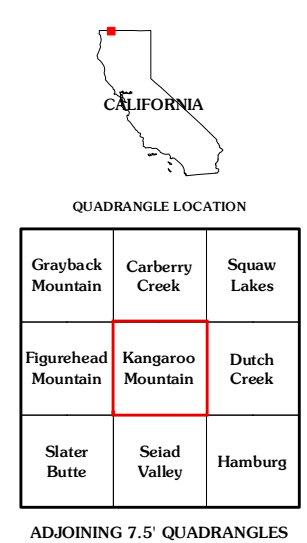 CALIFORNIA
QUADRANGLE LOCATION
Grayback Mountain
Carberry Creek
Squaw Lakes
Figurehead Mountain
Kangaroo Mountain
Dutch Creek
Slater Butte
Seiad Valley
Hamburg
ADJOINING 7.5' QUADRANGLES